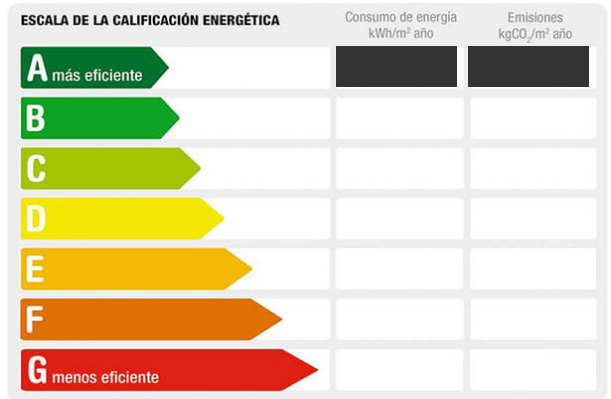 ESCALA DE LA CALIFICACIÓN ENERGÉTICA
Consumo de energía
kWh/m² año
Emisiones
kgCO₂/m² año
A más eficiente
B
C
D
E
F
G menos eficiente